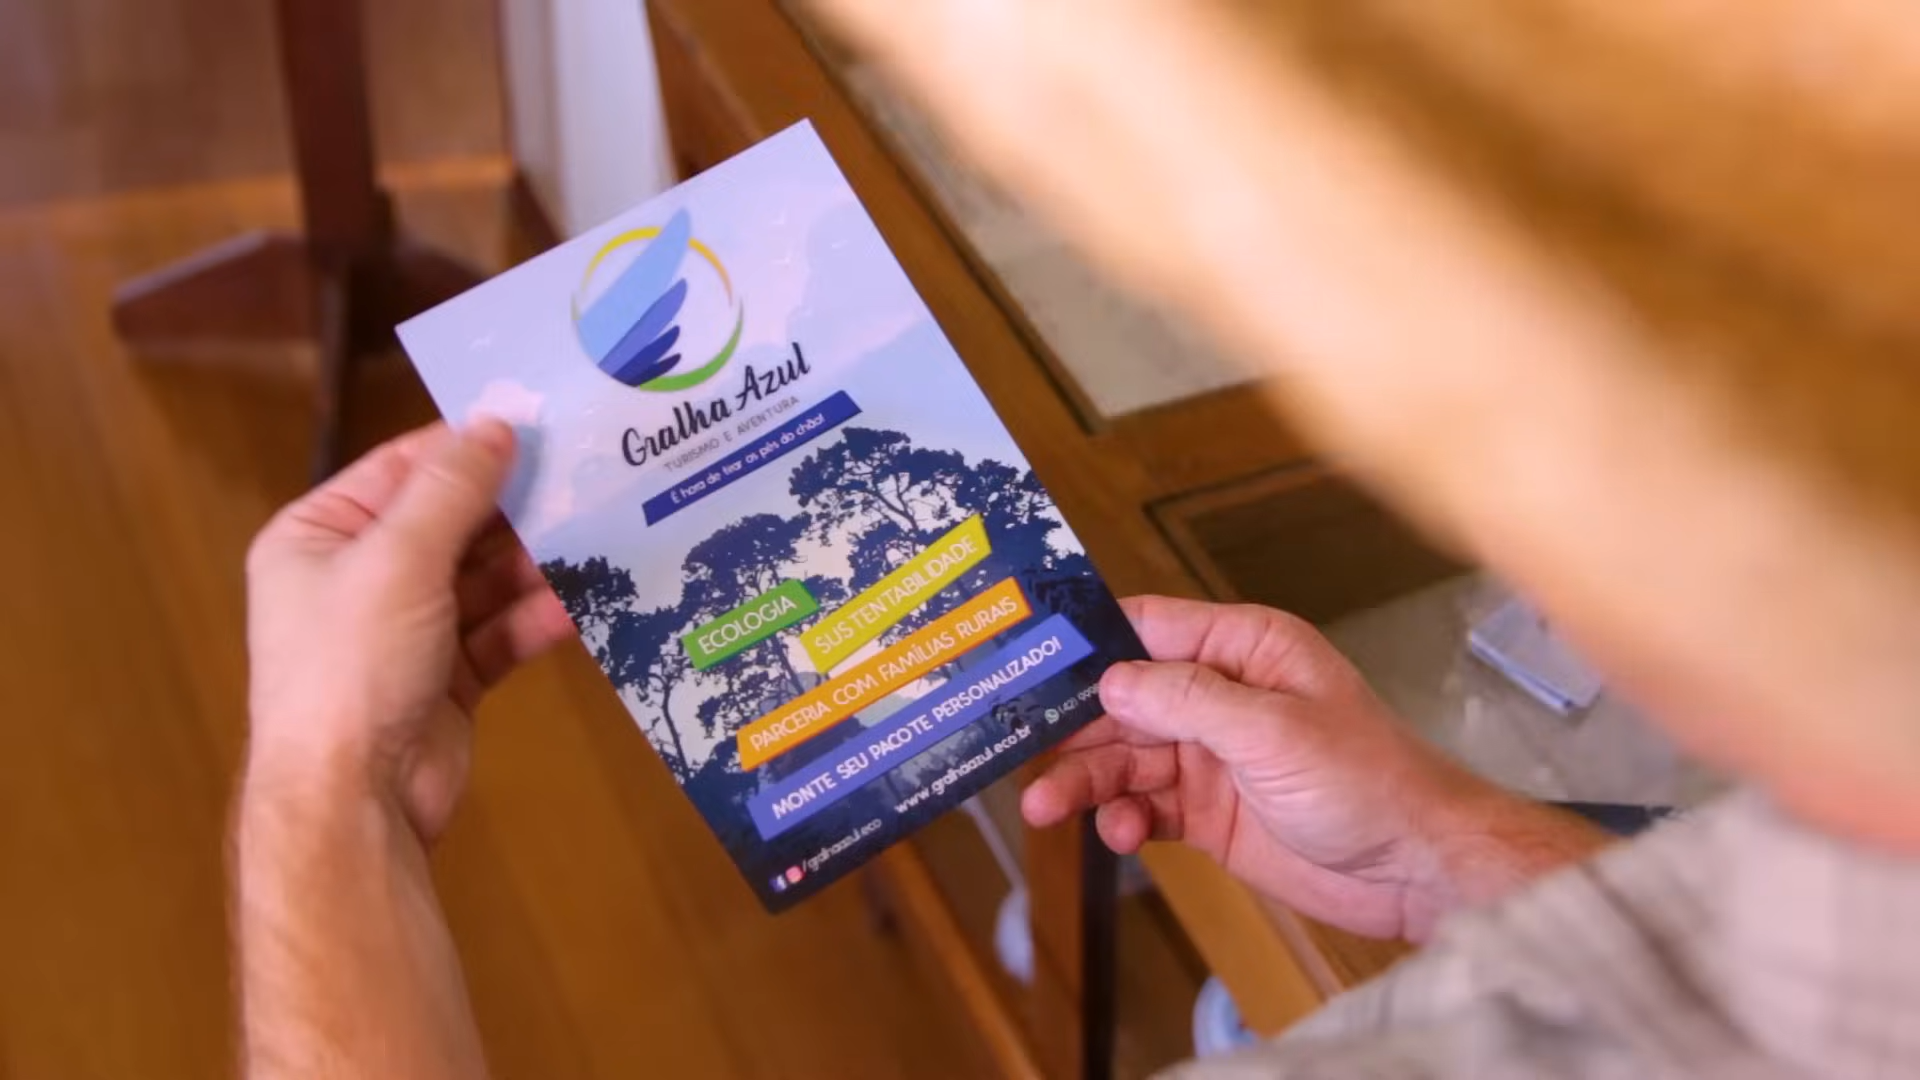 Gralha Azul
TURISMO E AVENTURA
É hora de tirar os pés do chão!
ECOLOGIA
SUSTENTABILIDADE
PARCERIA COM FAMÍLIAS RURAIS
MONTE SEU PACOTE PERSONALIZADO!
/gralhaazul.eco
www.gralhaazul.eco.br
(42)